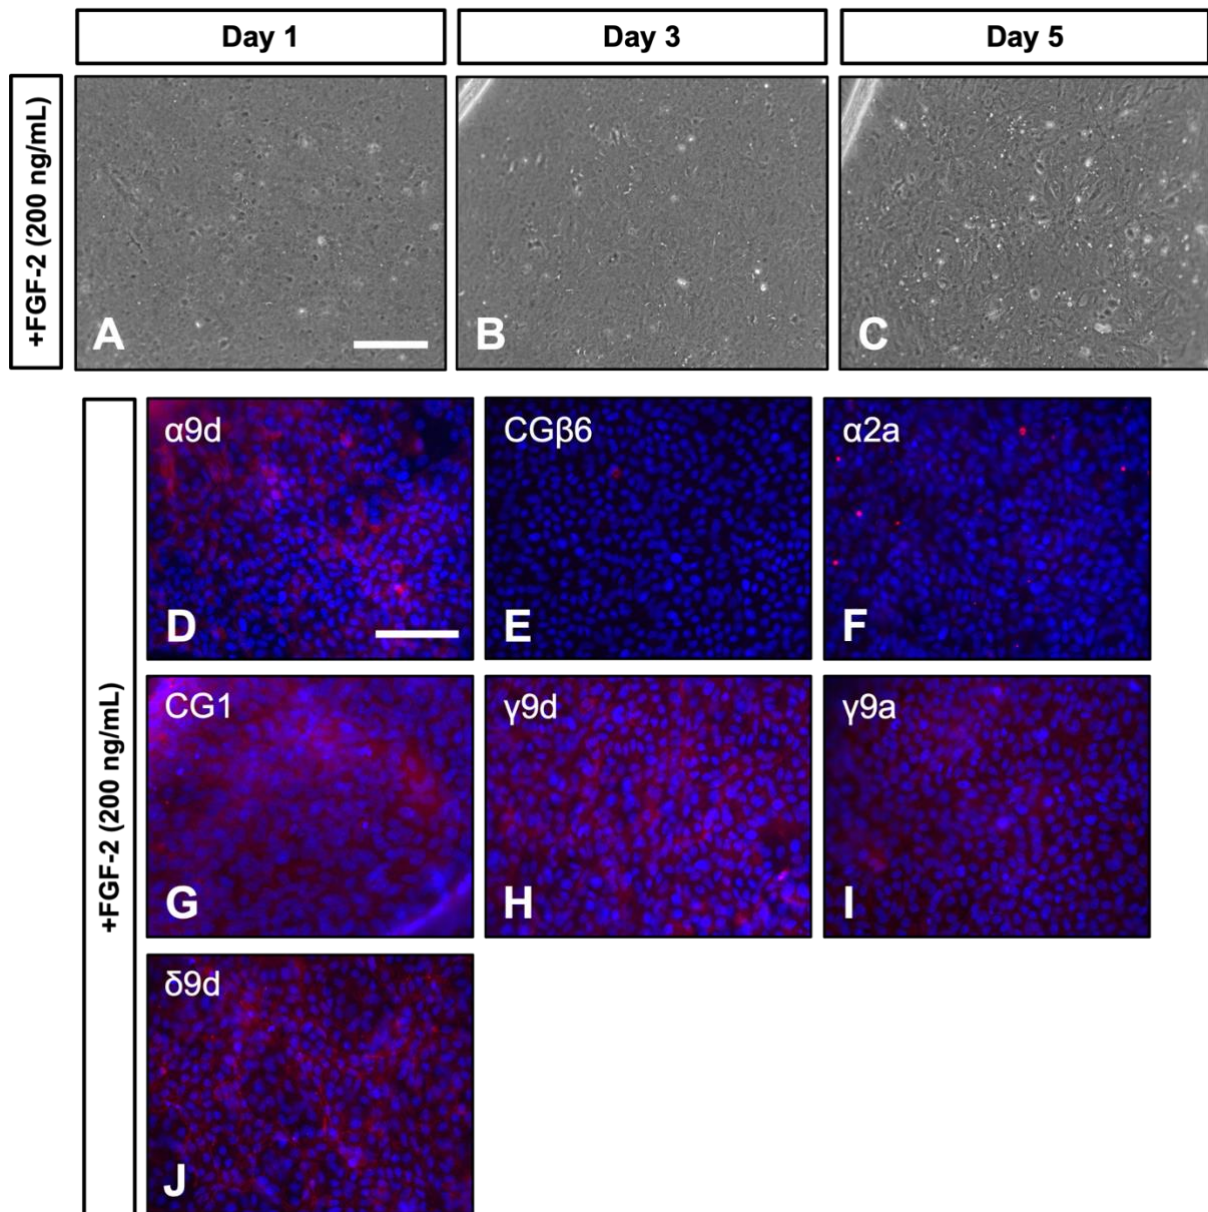 Day 1
Day 3
Day 5
+FGF-2 (200 ng/mL)
A
B
C
+FGF-2 (200 ng/mL)
α9d
D
CGβ6
E
α2a
F
CG1
G
γ9d
H
γ9a
I
δ9d
J